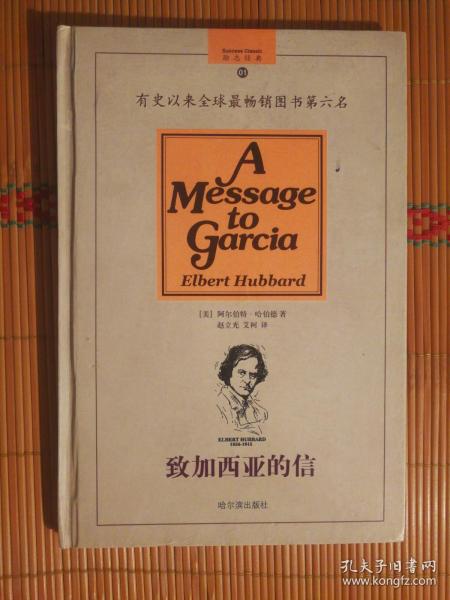 Success Classic
励志经典
01
有史以来全球最畅销图书第六名
A
Message
to
Garcia
Elbert Hubbard
[美] 阿尔伯特·哈伯德 著
赵立光 艾柯 译
ELBERT HUBBARD
1856-1915
致加西亚的信
哈尔滨出版社
孔夫子旧书网
www.kongfz.com